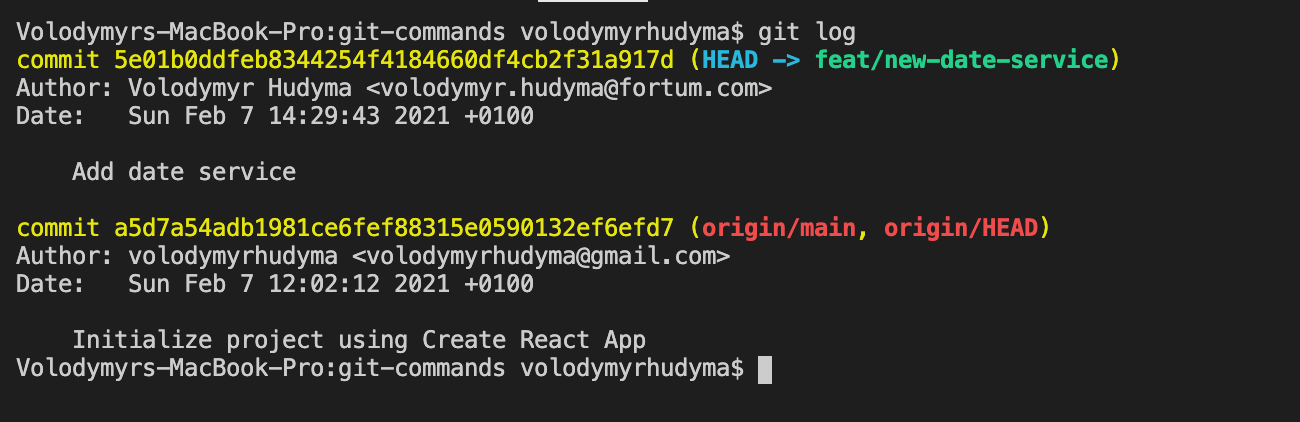 Volodymyrs-MacBook-Pro:git-commands volodymyrhudyma$ git log
commit 5e01b0ddfeb8344254f4184660df4cb2f31a917d (HEAD -> feat/new-date-service)
Author: Volodymyr Hudyma <volodymyr.hudyma@fortum.com>
Date:   Sun Feb 7 14:29:43 2021 +0100
    Add date service
commit a5d7a54adb1981ce6fef88315e0590132ef6efd7 (origin/main, origin/HEAD)
Author: volodymyrhudyma <volodymyrhudyma@gmail.com>
Date:   Sun Feb 7 12:02:12 2021 +0100
    Initialize project using Create React App
Volodymyrs-MacBook-Pro:git-commands volodymyrhudyma$